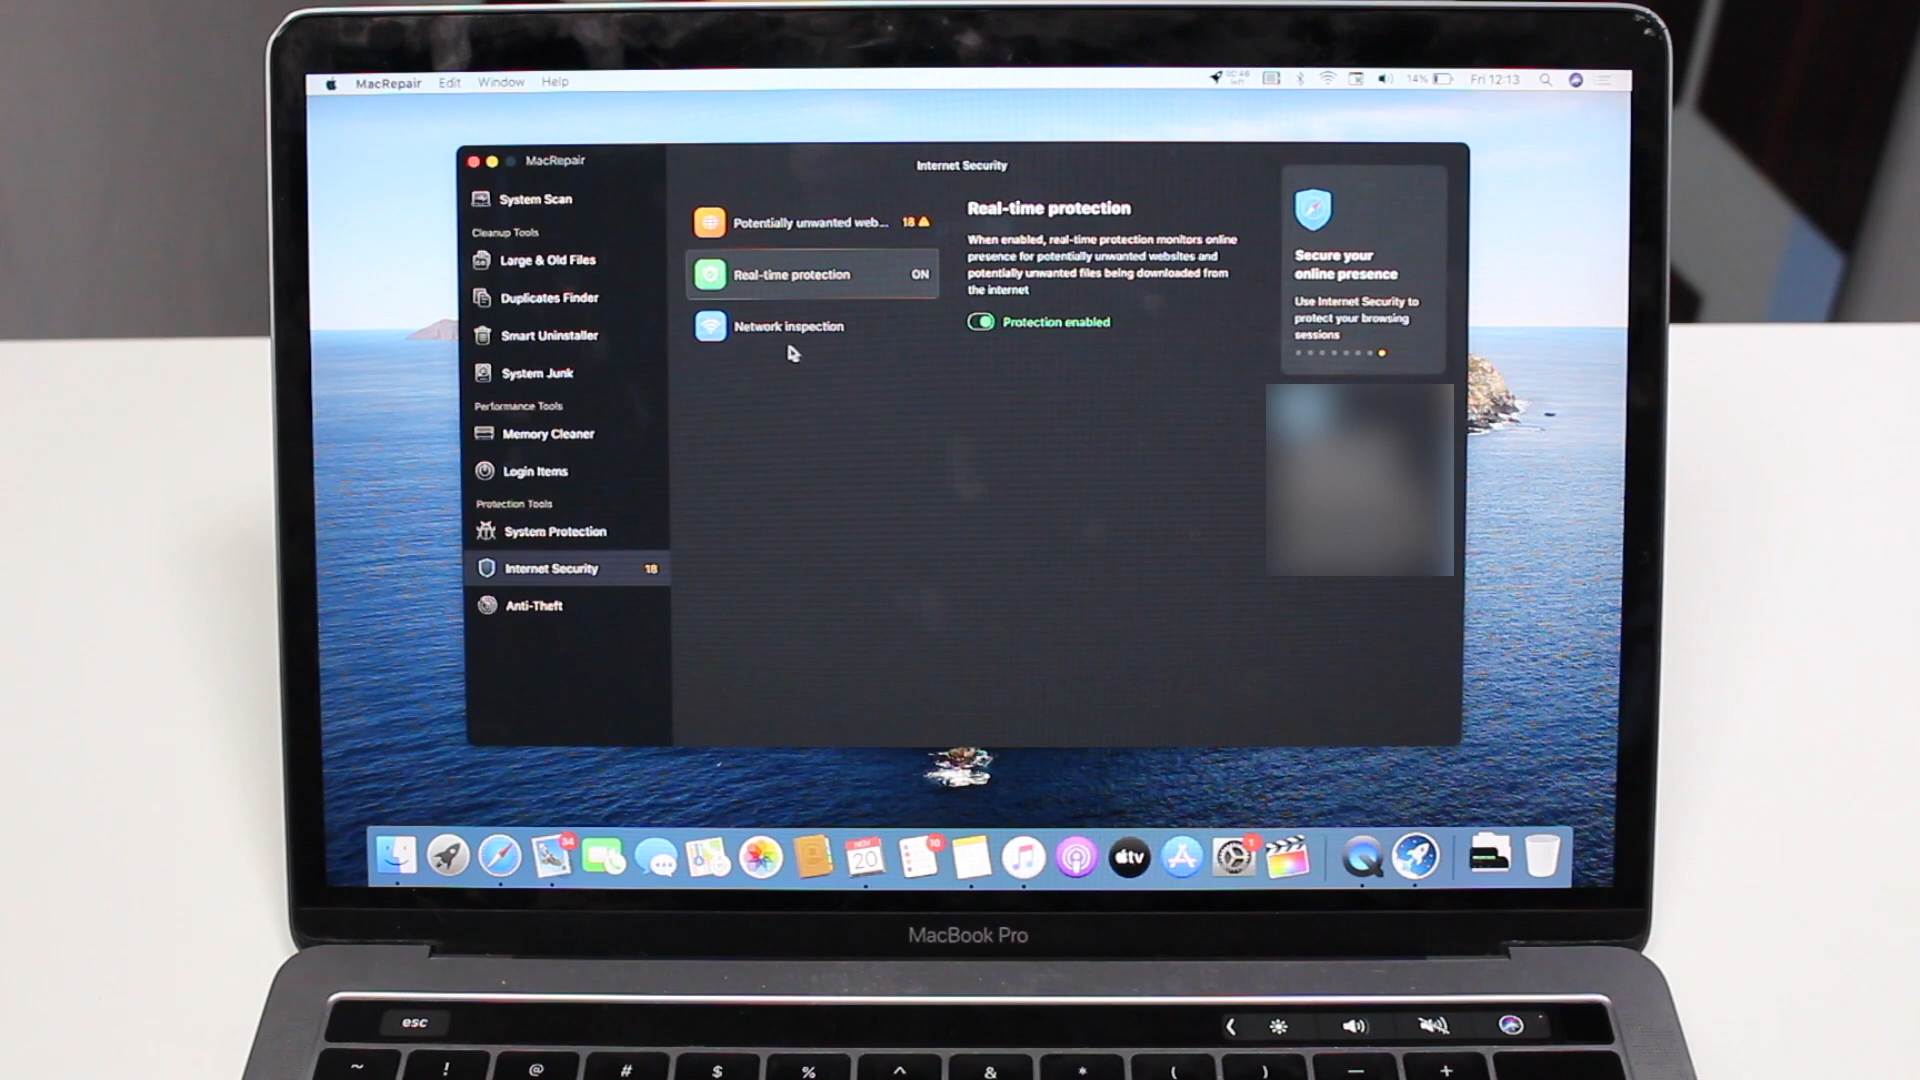 MacRepair Edit Window Help
14% Fri 12:13
MacRepair
System Scan
Cleanup Tools
Large & Old Files
Duplicates Finder
Smart Uninstaller
System Junk
Performance Tools
Memory Cleaner
Login Items
Protection Tools
System Protection
Internet Security 18
Anti-Theft
Internet Security
Potentially unwanted web... 18
Real-time protection ON
Network inspection
Real-time protection
When enabled, real-time protection monitors online
presence for potentially unwanted websites and
potentially unwanted files being downloaded from
the internet
Protection enabled
Secure your
online presence
Use Internet Security to
protect your browsing
sessions
34
NOV
20
10
tv
1
MacBook Pro
esc
~ ! @ # $ % ^ & * ( ) — +